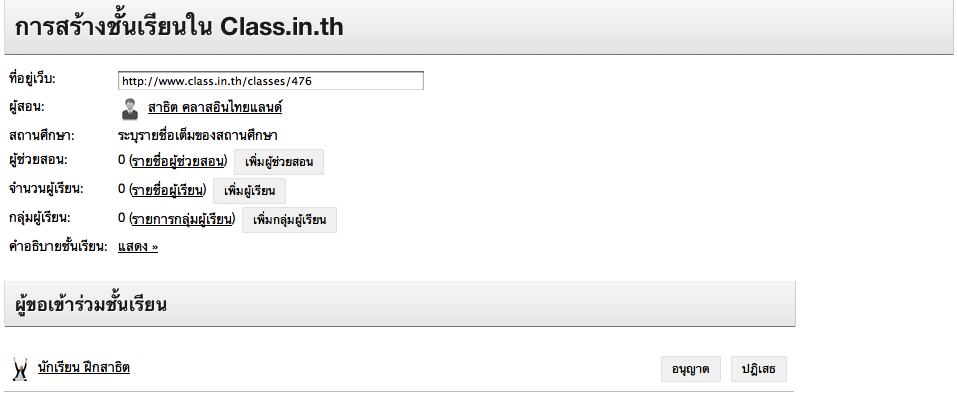 การสร้างชั้นเรียนใน Class.in.th
ที่อยู่เว็บ: http://www.class.in.th/classes/476
ผู้สอน: สาธิต คลาสอินไทยแลนด์
สถานศึกษา: ระบุรายชื่อเต็มของสถานศึกษา
ผู้ช่วยสอน: 0 (รายชื่อผู้ช่วยสอน) เพิ่มผู้ช่วยสอน
จำนวนผู้เรียน: 0 (รายชื่อผู้เรียน) เพิ่มผู้เรียน
กลุ่มผู้เรียน: 0 (รายการกลุ่มผู้เรียน) เพิ่มกลุ่มผู้เรียน
คำอธิบายชั้นเรียน: แสดง »
ผู้ขอเข้าร่วมชั้นเรียน
นักเรียน ฝึกสาธิต อนุญาต ปฏิเสธ